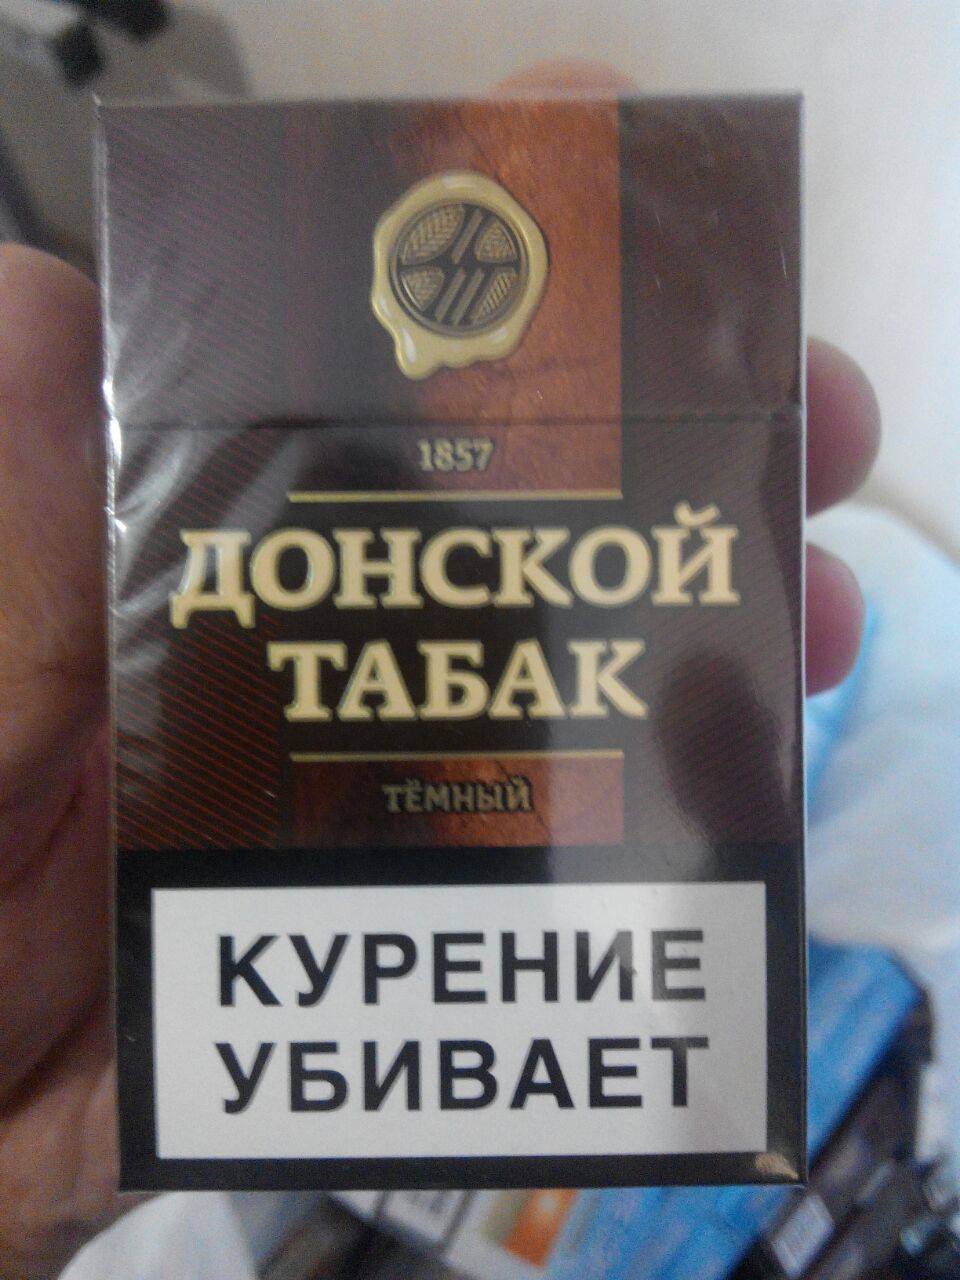 1857
ДОНСКОЙ
ТАБАК
ТЁМНЫЙ
КУРЕНИЕ
УБИВАЕТ